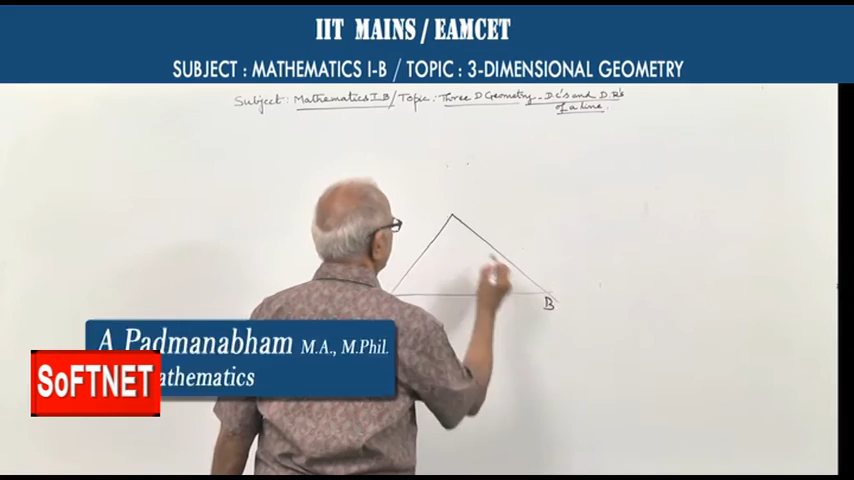 IIT MAINS / EAMCET
SUBJECT : MATHEMATICS I-B / TOPIC : 3-DIMENSIONAL GEOMETRY
Subject: Mathematics IB / Topic: Three D Geometry - D.C's and D.R's
of a line.
B
A Padmanabham M.A., M.Phil.
SoFTNET
athematics